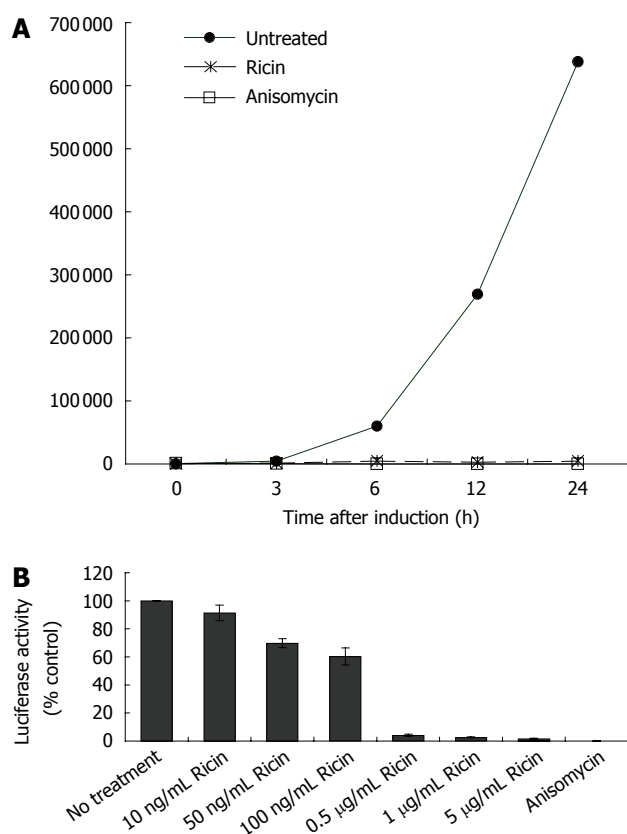 A
700 000
600 000
500 000
400 000
300 000
200 000
100 000
0
Untreated
Ricin
Anisomycin
0 3 6 12 24
Time after induction (h)
B
Luciferase activity
(% control)
120
100
80
60
40
20
0
No treatment
10 ng/mL Ricin
50 ng/mL Ricin
100 ng/mL Ricin
0.5 μg/mL Ricin
1 μg/mL Ricin
5 μg/mL Ricin
Anisomycin